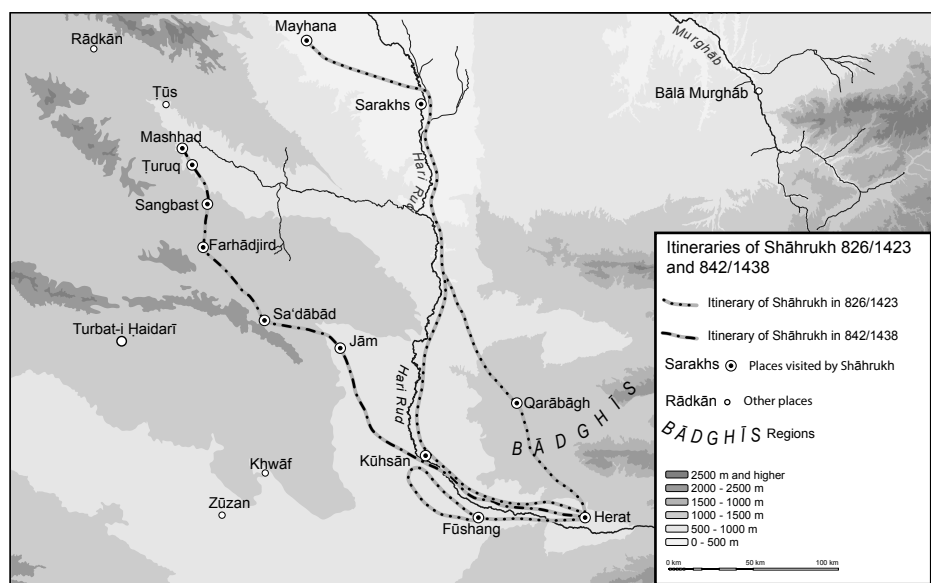 Mayhana
Rādkān
Murghāb
Ṭūs
Sarakhs
Bālā Murghāb
Mashhad
Ṭuruq
Hari Rud
Sangbast
Farhādjird
Sa‘dābād
Turbat-i Ḥaidarī
Jām
Hari Rud
Qarābāgh
BĀDGHĪS
Kūhsān
Khwāf
Zūzan
Fūshang
Herat
Itineraries of Shāhrukh 826/1423
and 842/1438
Itinerary of Shāhrukh in 826/1423
Itinerary of Shāhrukh in 842/1438
Sarakhs Places visited by Shāhrukh
Rādkān Other places
BĀDGHĪS Regions
2500 m and higher
2000 - 2500 m
1500 - 1000 m
1000 - 1500 m
500 - 1000 m
0 - 500 m
0 km 50 km 100 km